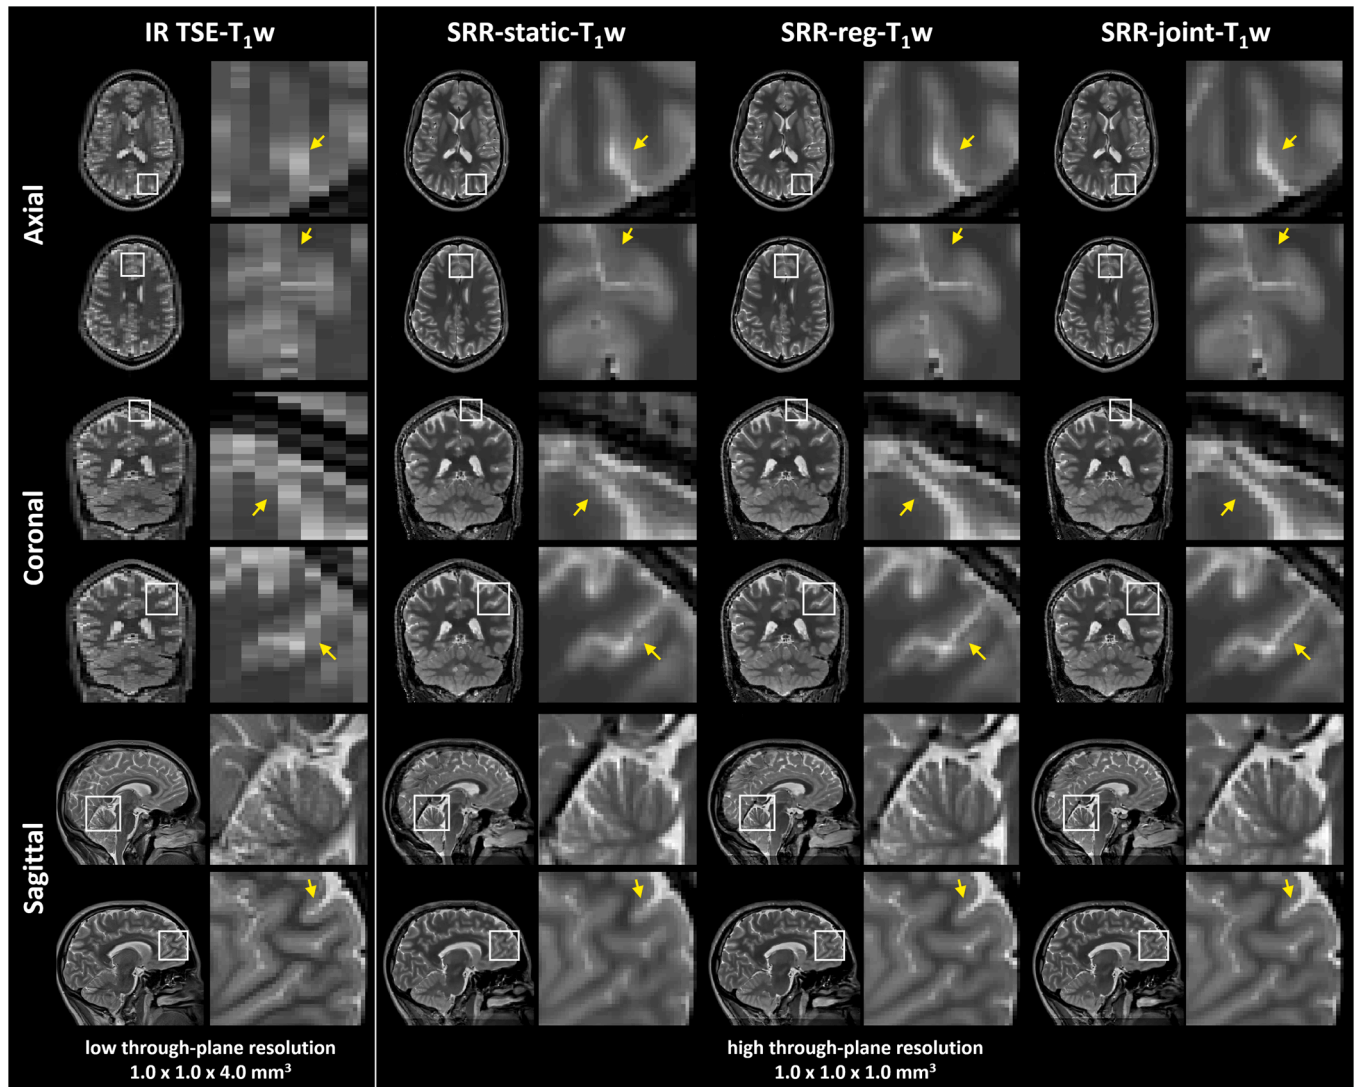 IR TSE-T₁w
SRR-static-T₁w
SRR-reg-T₁w
SRR-joint-T₁w
Axial
Coronal
Sagittal
low through-plane resolution
1.0 x 1.0 x 4.0 mm³
high through-plane resolution
1.0 x 1.0 x 1.0 mm³